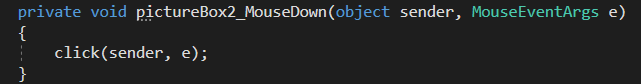 private void pictureBox2_MouseDown(object sender, MouseEventArgs e)
{
click(sender, e);
}